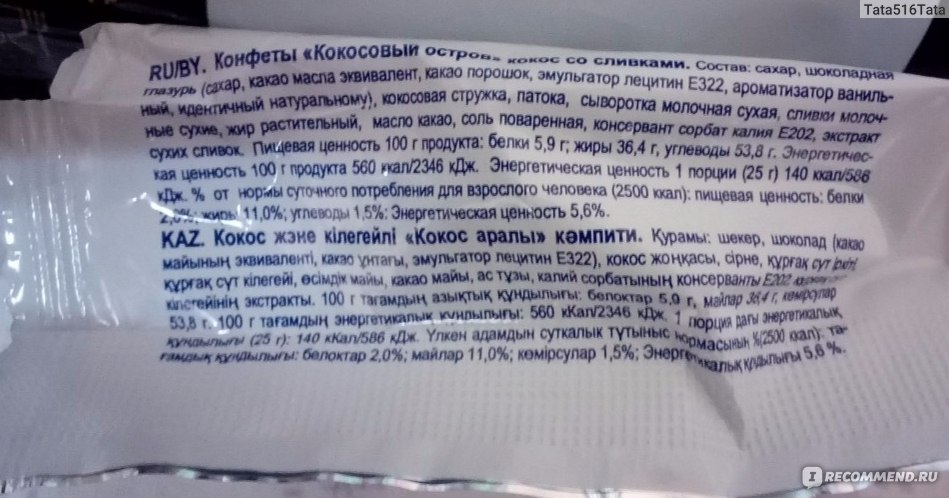 Tata516Tata
RU/BY. Конфеты «Кокосовый остров» кокос со сливками. Состав: сахар, шоколадная
глазурь (сахар, какао масла эквивалент, какао порошок, эмульгатор лецитин Е322, ароматизатор ваниль-
ный, идентичный натуральному), кокосовая стружка, патока, сыворотка молочная сухая, сливки молоч-
ные сухие, жир растительный, масло какао, соль поваренная, консервант сорбат калия Е202, экстракт
сухих сливок. Пищевая ценность 100 г продукта: белки 5,9 г; жиры 36,4 г, углеводы 53,8 г. Энергетичес-
кая ценность 100 г продукта 560 ккал/2346 кДж. Энергетическая ценность 1 порции (25 г) 140 ккал/586
кДж. % от нормы суточного потребления для взрослого человека (2500 ккал): пищевая ценность: белки
2,0%; жиры 11,0%; углеводы 1,5%: Энергетическая ценность 5,6%.
KAZ. Кокос және кілегейлі «Кокос аралы» кәмпиті. Құрамы: шекер, шоколад (какао
майының эквиваленті, какао ұнтағы, эмульгатор лецитин Е322), кокос жоңқасы, сірне, құрғақ сүт
құрғақ сүт кілегейі, өсімдік майы, какао майы, ас тұзы, калий сорбатының консерванты Е202
кілегейінің экстракты. 100 г тағамдың азықтық құндылығы: белоктар 5,9 г, майлар 36,4 г, көмірсулар
53,8 г. 100 г тағамдың энергетикалық құндылығы: 560 кКал/2346 кДж. 1 порция дағы энергетикалық
құндылығы (25 г): 140 кКал/586 кДж. Үлкен адамдын суткалық тұтыныс нормасынын %(2500 ккал): та-
ғамдық құндылығы: белоктар 2,0%; майлар 11,0%; көмірсулар 1,5%; Энергетикалық құндылығы 5,6 %.
I RECOMMEND.RU